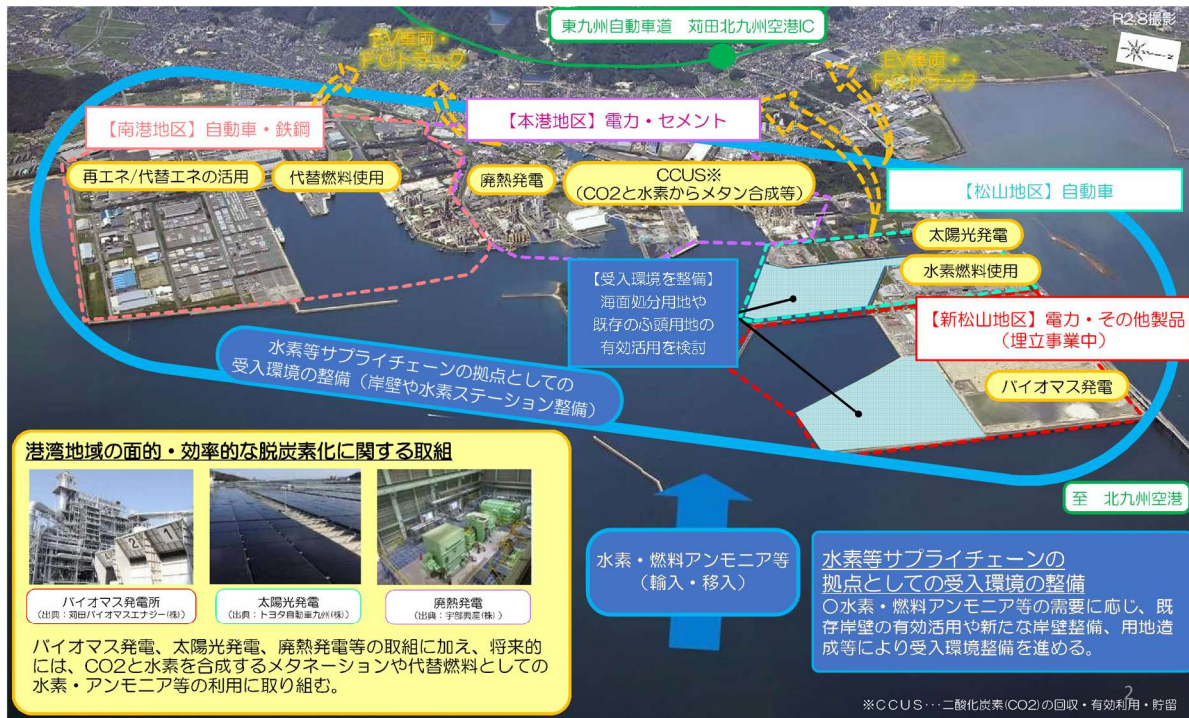 東九州自動車道　苅田北九州空港IC
R2.8撮影
N
EV車両・
FCトラック
EV車両・
FCトラック
【南港地区】自動車・鉄鋼
【本港地区】電力・セメント
再エネ/代替エネの活用
代替燃料使用
廃熱発電
CCUS※
（CO2と水素からメタン合成等）
【松山地区】自動車
太陽光発電
水素燃料使用
【受入環境を整備】
海面処分用地や
既存のふ頭用地の
有効活用を検討
【新松山地区】電力・その他製品
（埋立事業中）
バイオマス発電
水素等サプライチェーンの拠点としての
受入環境の整備（岸壁や水素ステーション整備）
港湾地域の面的・効率的な脱炭素化に関する取組
バイオマス発電所
（出典：苅田バイオマスエナジー(株)）
太陽光発電
（出典：トヨタ自動車九州(株)）
廃熱発電
（出典：宇部興産(株)）
バイオマス発電、太陽光発電、廃熱発電等の取組に加え、将来的
には、CO2と水素を合成するメタネーションや代替燃料としての
水素・アンモニア等の利用に取り組む。
水素・燃料アンモニア等
（輸入・移入）
至　北九州空港
水素等サプライチェーンの
拠点としての受入環境の整備
〇水素・燃料アンモニア等の需要に応じ、既
存岸壁の有効活用や新たな岸壁整備、用地造
成等により受入環境整備を進める。
2
※CCUS･･･二酸化炭素(CO2)の回収・有効利用・貯留